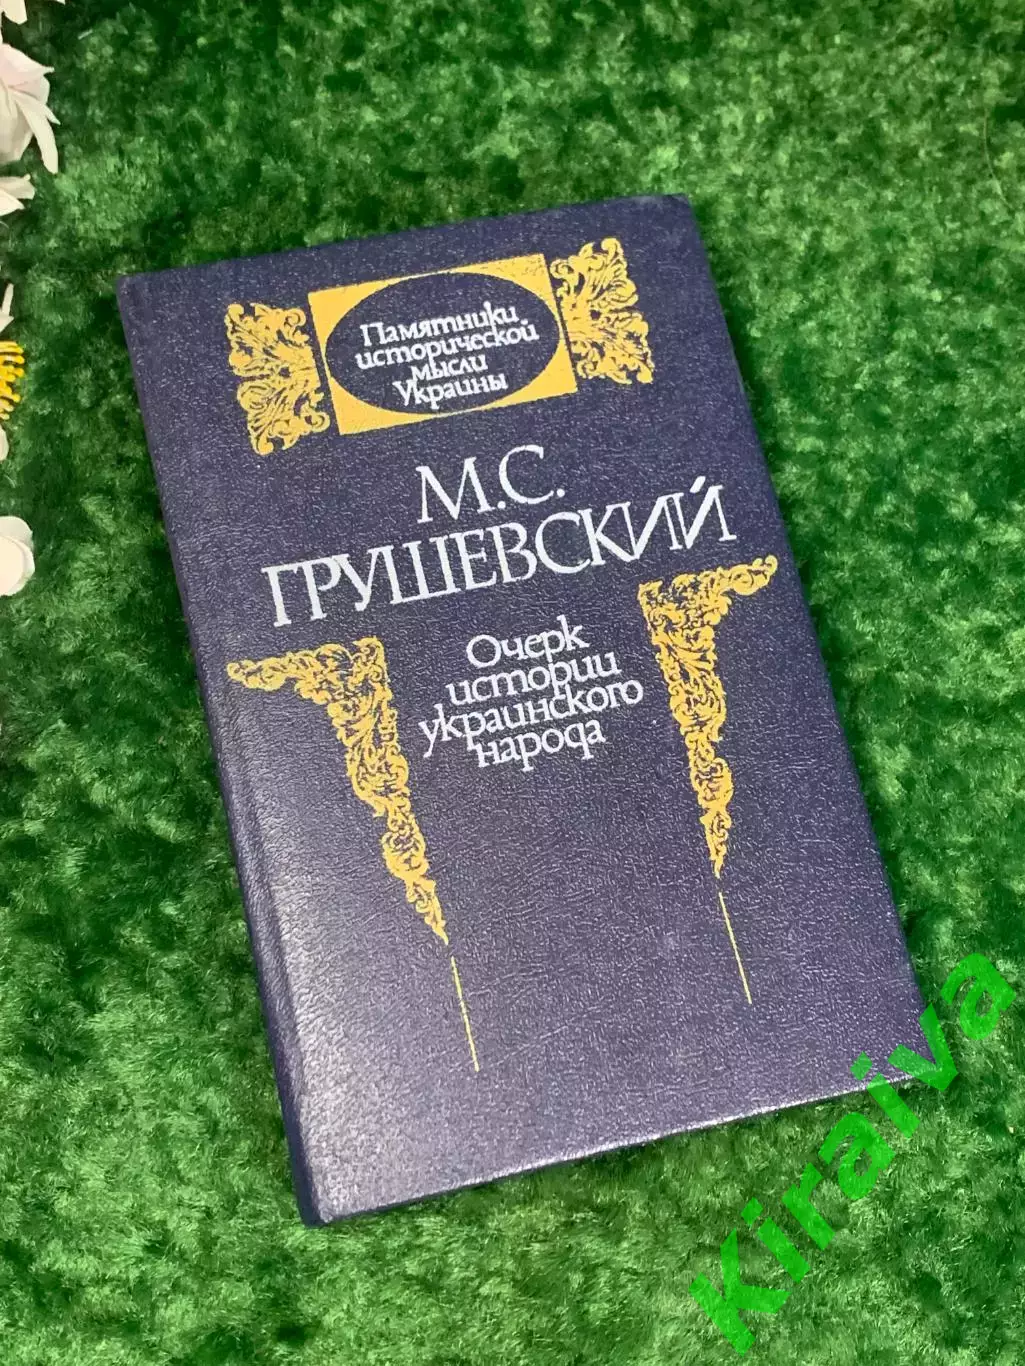 Памятники
исторической
мысли
Украины
М.С.
ГРУШЕВСКИЙ
Очерк
истории
украинского
народа
Kiraiva